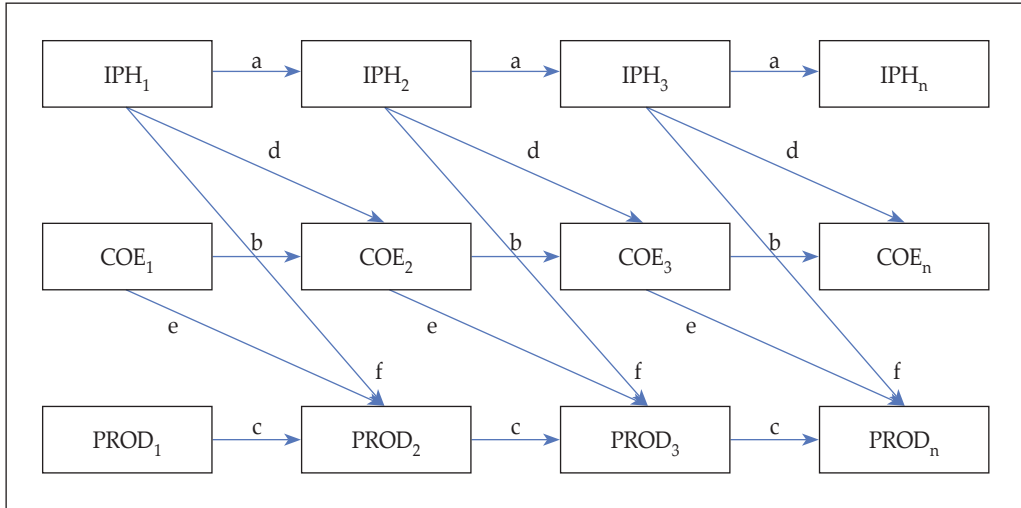 IPH₁ a IPH₂ a IPH₃ a IPHₙ
d d d
COE₁ b COE₂ b COE₃ b COEₙ
e e e
f f f
PROD₁ c PROD₂ c PROD₃ c PRODₙ